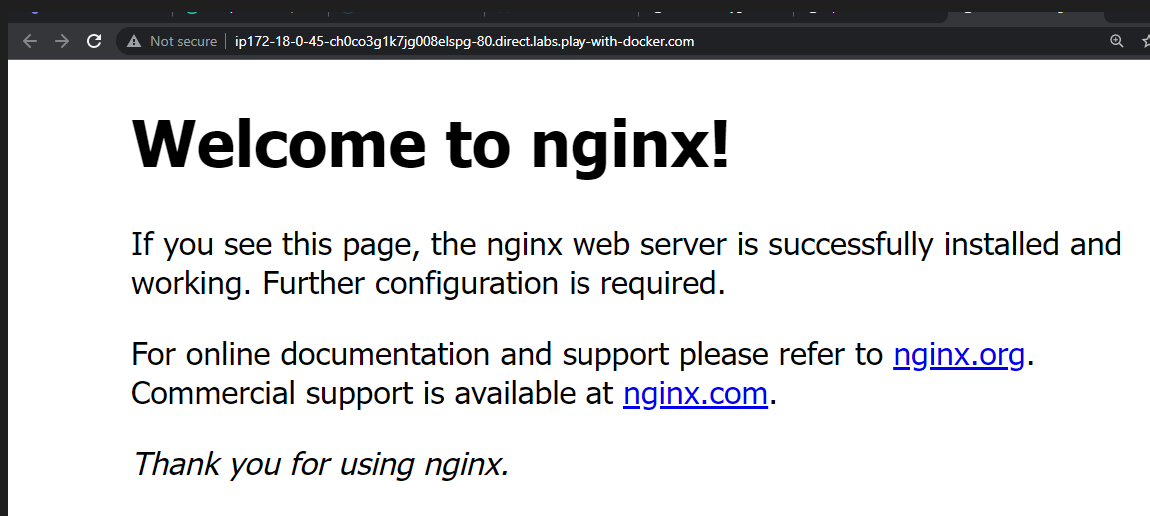 Not secure
ip172-18-0-45-ch0co3g1k7jg008elspg-80.direct.labs.play-with-docker.com
Welcome to nginx!
If you see this page, the nginx web server is successfully installed and
working. Further configuration is required.
For online documentation and support please refer to nginx.org.
Commercial support is available at nginx.com.
Thank you for using nginx.